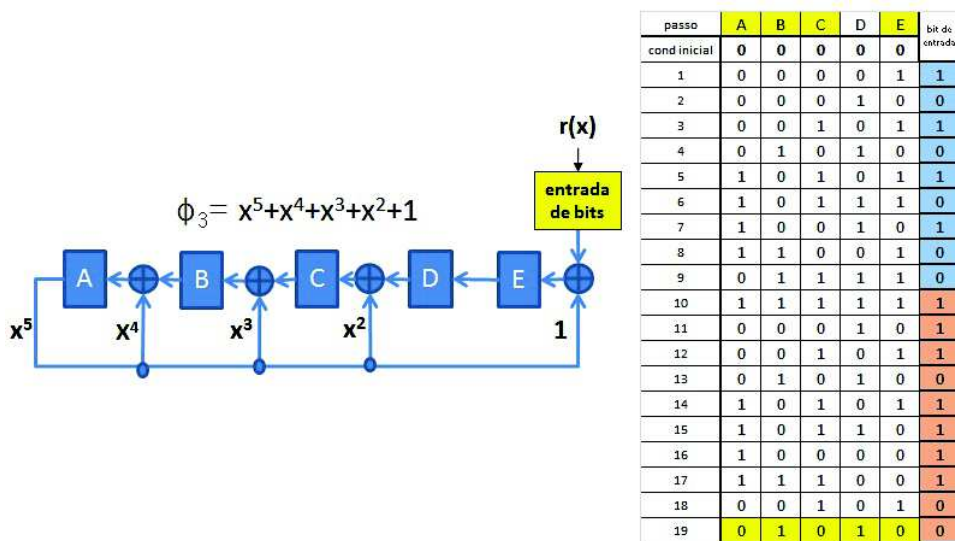 r(x)
entrada
de bits
ϕ₃= x⁵+x⁴+x³+x²+1
A B C D E
x⁵ x⁴ x³ x² 1
passo A B C D E bit de entrada
cond inicial 0 0 0 0 0
1 0 0 0 0 1 1
2 0 0 0 1 0 0
3 0 0 1 0 1 1
4 0 1 0 1 0 0
5 1 0 1 0 1 1
6 1 0 1 1 1 0
7 1 0 0 1 0 1
8 1 1 0 0 1 0
9 0 1 1 1 1 0
10 1 1 1 1 1 1
11 0 0 0 1 0 1
12 0 0 1 0 1 1
13 0 1 0 1 0 0
14 1 0 1 0 1 1
15 1 0 1 1 0 1
16 1 0 0 0 0 1
17 1 1 1 0 0 1
18 0 0 1 0 1 0
19 0 1 0 1 0 0